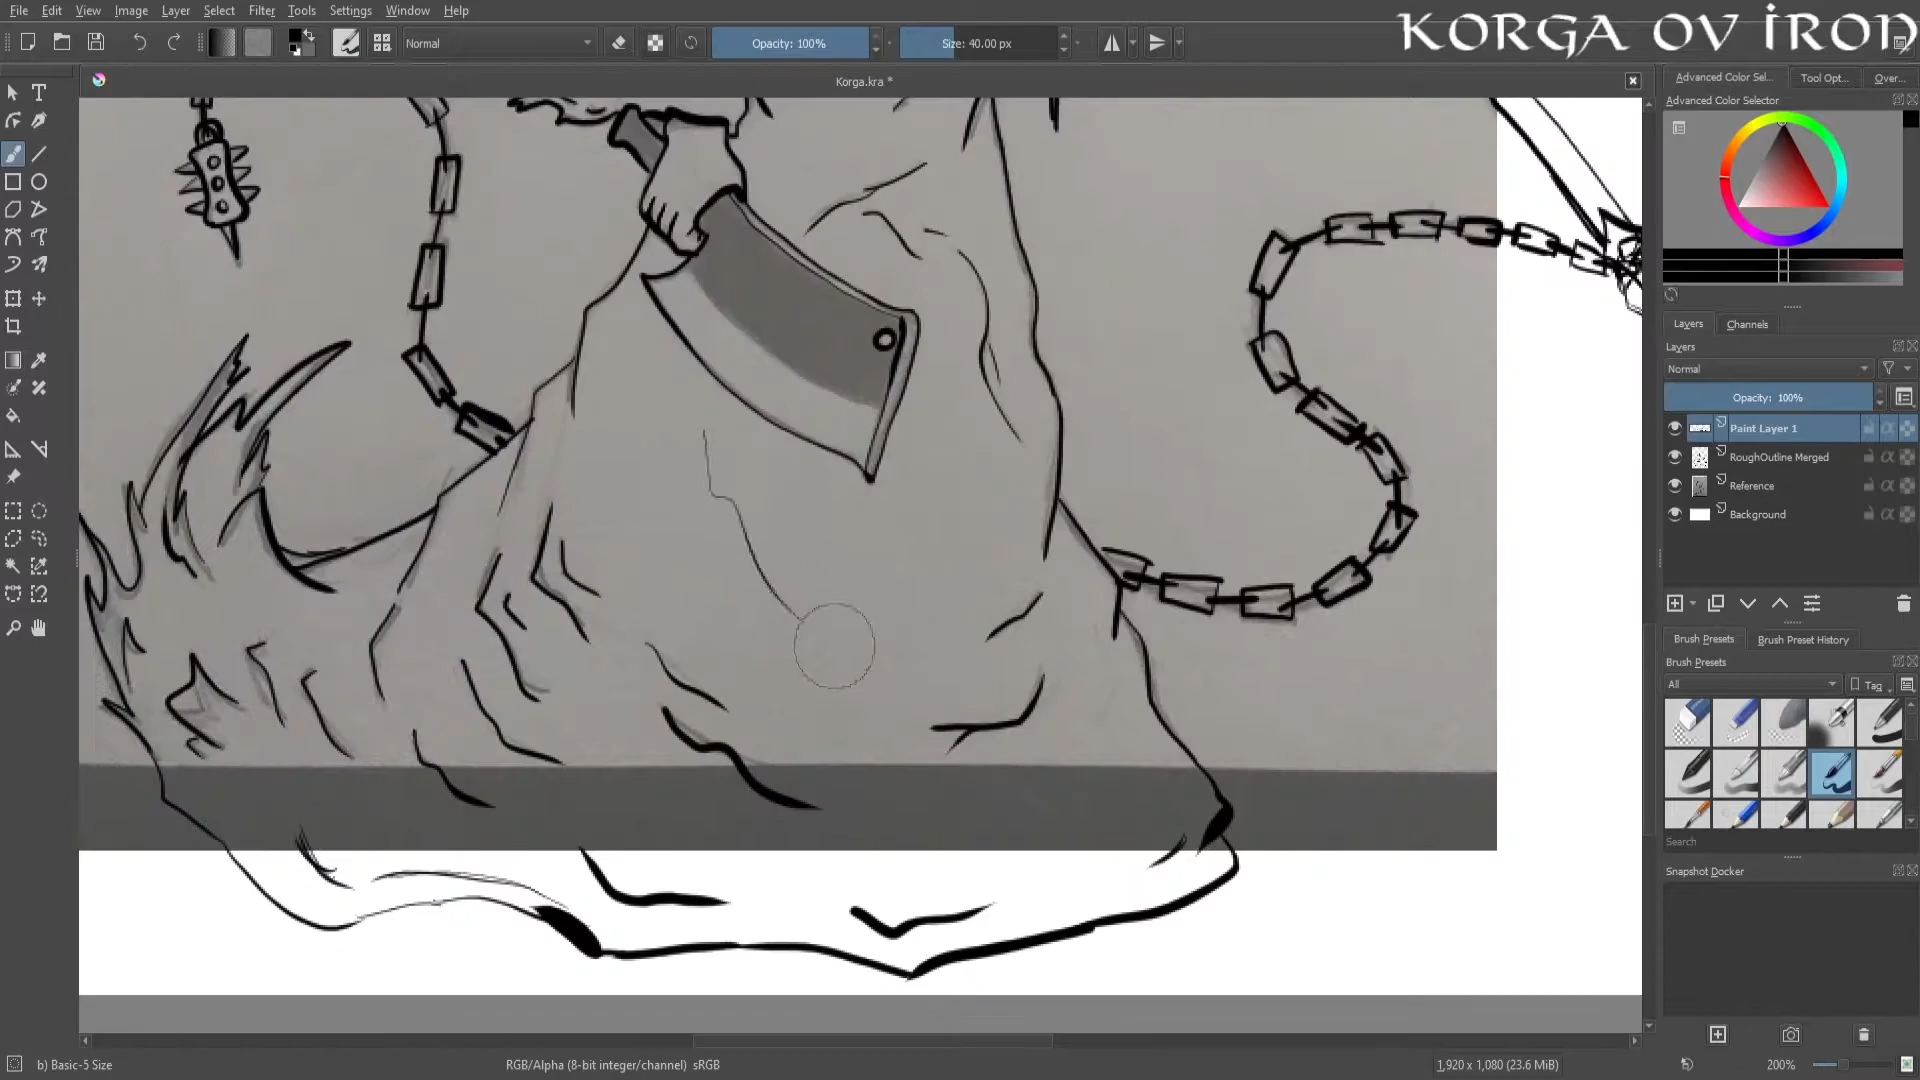 File Edit View Image Layer Select Filter Tools Settings Window Help
KORGA OV IRON
Normal
Opacity: 100%
Size: 40.00 px
Korga.kra *
Advanced Color Sel...
Tool Opt...
Over...
Advanced Color Selector
Layers
Channels
Layers
Normal
Opacity: 100%
Paint Layer 1
RoughOutline Merged
Reference
Background
Brush Presets
Brush Preset History
Brush Presets
All
Tag
Search
Snapshot Docker
b) Basic-5 Size
RGB/Alpha (8-bit integer/channel) sRGB
1,920 x 1,080 (23.6 MiB)
200%